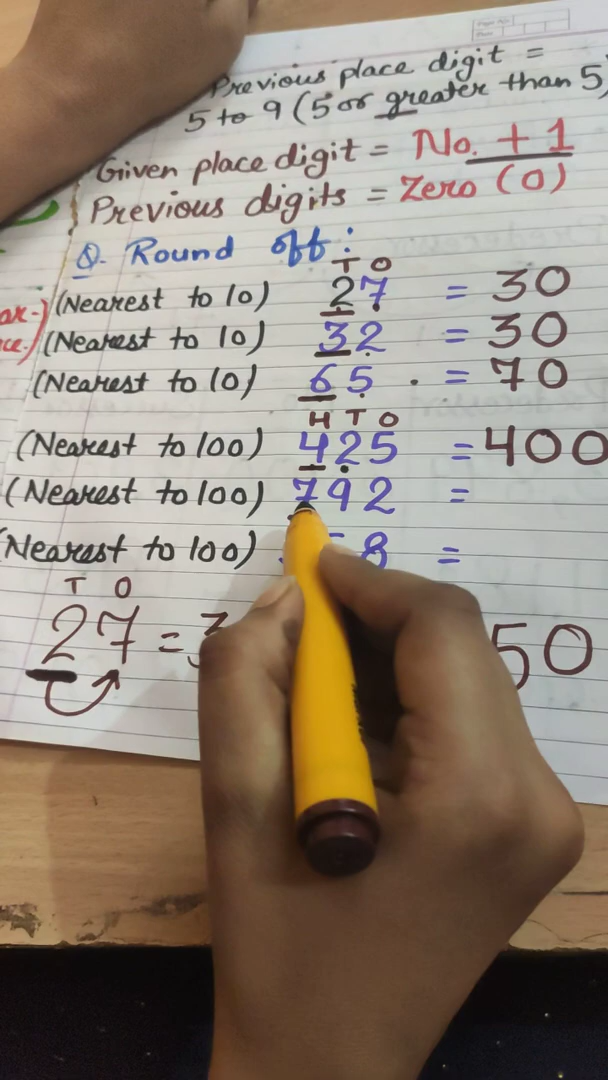 Previous place digit =
5 to 9 (5 or greater than 5)
Given place digit = No. + 1
Previous digits = Zero (0)
Q. Round off :
T O
(Nearest to 10) 27 = 30
(Nearest to 10) 32 = 30
(Nearest to 10) 65 . = 70
H T O
(Nearest to 100) 425 = 400
(Nearest to 100) 792 =
(Nearest to 100) 8 =
T O
27 = 3 50